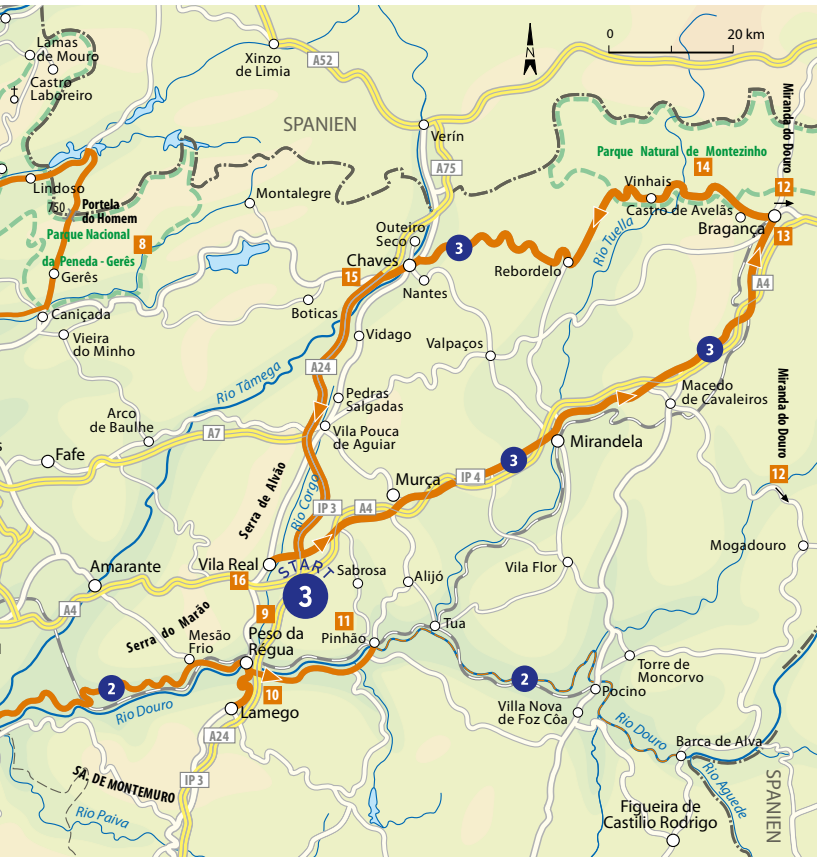 Lamas
de Mouro
Castro
Laboreiro
Xinzo
de Limia
A52
0
20 km
N
SPANIEN
Verín
A75
Miranda do Douro
12
Parque Natural de Montezinho
14
Vinhais
Castro de Avelãs
Bragança
13
Lindoso
750
Portela
do Homem
Parque Nacional
da Peneda - Gerês
8
Montalegre
Gerês
Outeiro
Seco
3
Chaves
15
Nantes
Rebordelo
Rio Tuella
A4
Caniçada
Vieira
do Minho
Boticas
Vidago
Valpaços
3
A24
Rio Tâmega
Pedras
Salgadas
Macedo
de Cavaleiros
Miranda do Douro
12
Arco
de Baulhe
A7
Vila Pouca
de Aguiar
Mirandela
Fafe
3
Serra de Alvão
Rio Corgo
Murça
IP 4
IP 3
A4
Mogadouro
Amarante
Vila Real
16
START
3
Sabrosa
Alijó
Vila Flor
A4
Serra do Marão
9
11
Mesão
Frio
Peso da
Régua
Pinhão
Tua
Torre de
Moncorvo
2
2
Pocino
10
Rio Douro
Lamego
Villa Nova
de Foz Côa
Rio Douro
A24
Barca de Alva
SA. DE MONTEMURO
IP 3
Rio Paiva
Rio Aguede
SPANIEN
Figueira de
Castilio Rodrigo